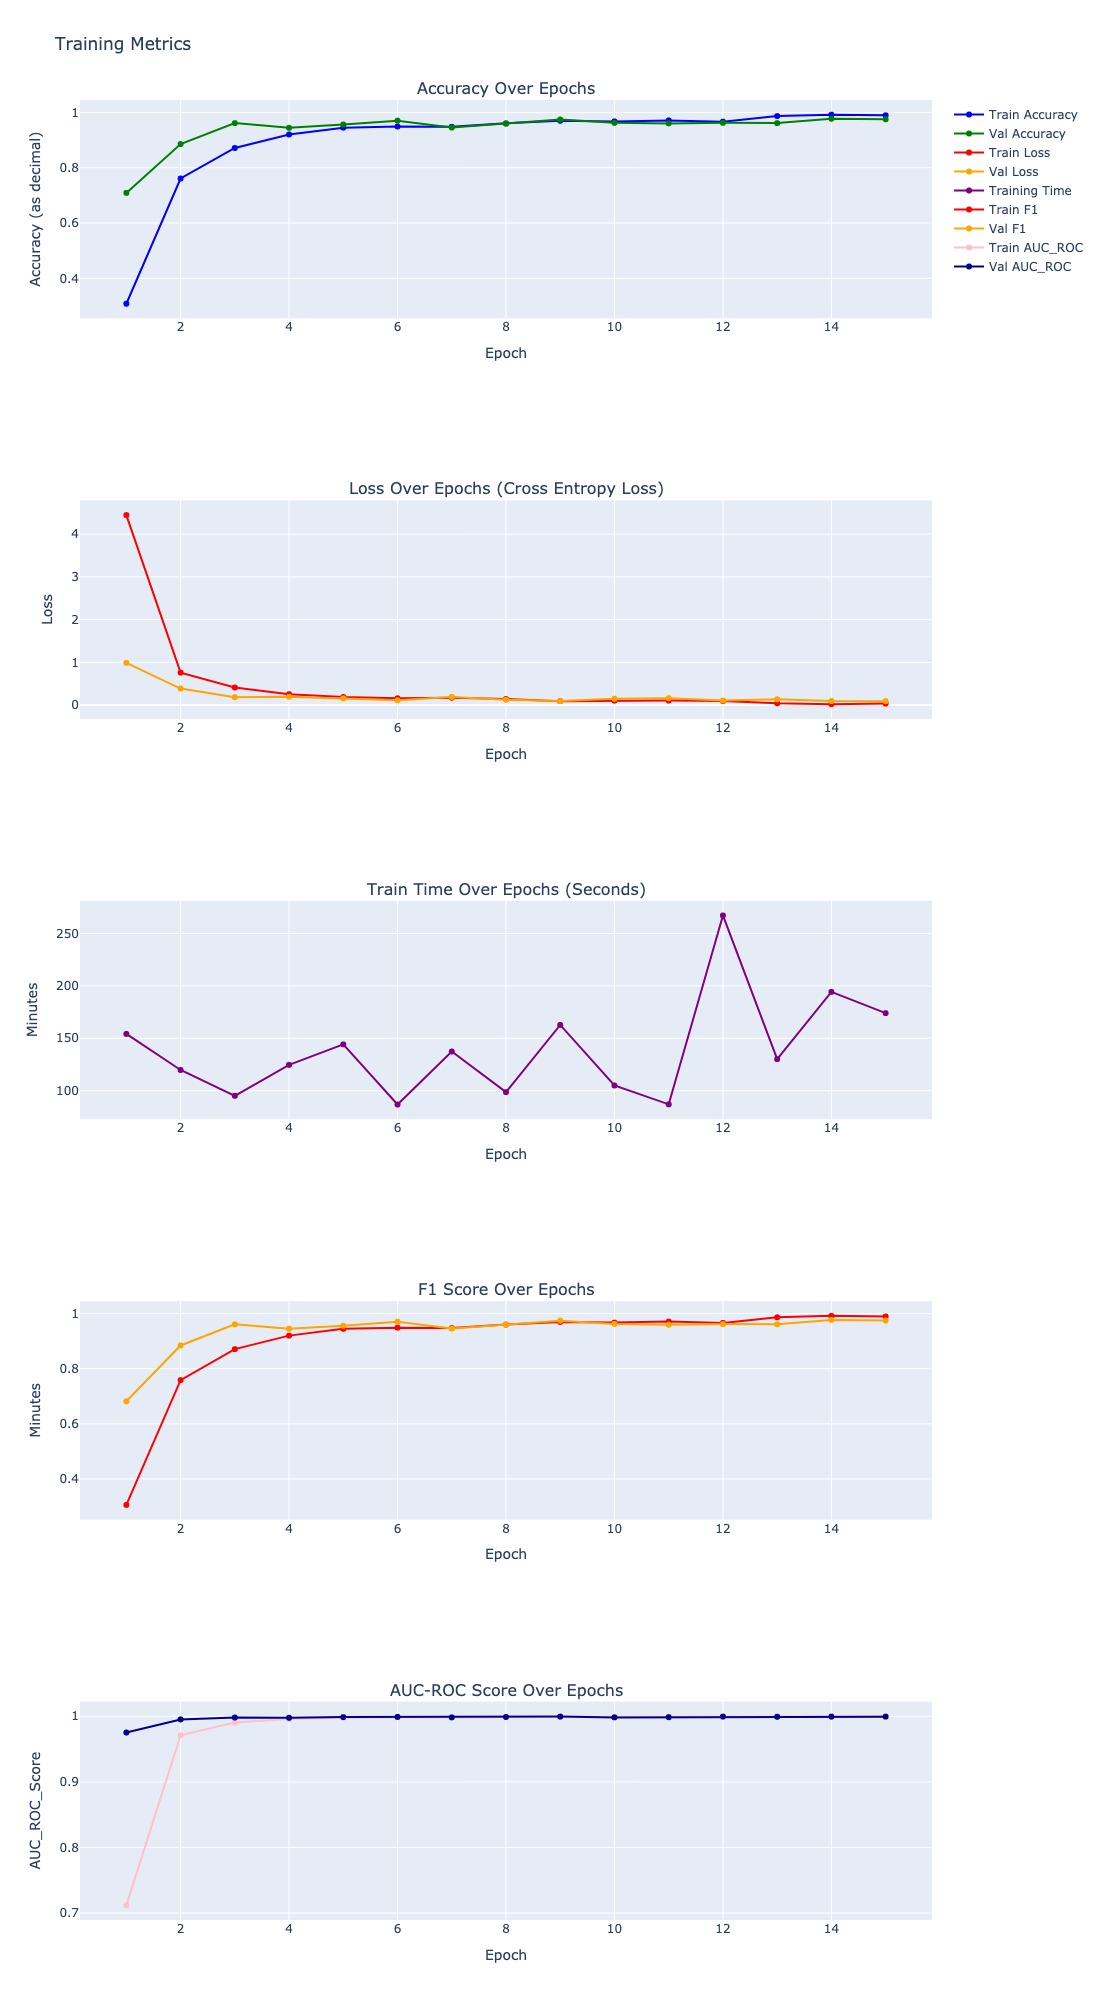 Training Metrics
Accuracy Over Epochs
Accuracy (as decimal)
1
0.8
0.6
0.4
2 4 6 8 10 12 14
Epoch
Train Accuracy
Val Accuracy
Train Loss
Val Loss
Training Time
Train F1
Val F1
Train AUC_ROC
Val AUC_ROC
Loss Over Epochs (Cross Entropy Loss)
Loss
4
3
2
1
0
2 4 6 8 10 12 14
Epoch
Train Time Over Epochs (Seconds)
Minutes
250
200
150
100
2 4 6 8 10 12 14
Epoch
F1 Score Over Epochs
Minutes
1
0.8
0.6
0.4
2 4 6 8 10 12 14
Epoch
AUC-ROC Score Over Epochs
AUC_ROC_Score
1
0.9
0.8
0.7
2 4 6 8 10 12 14
Epoch